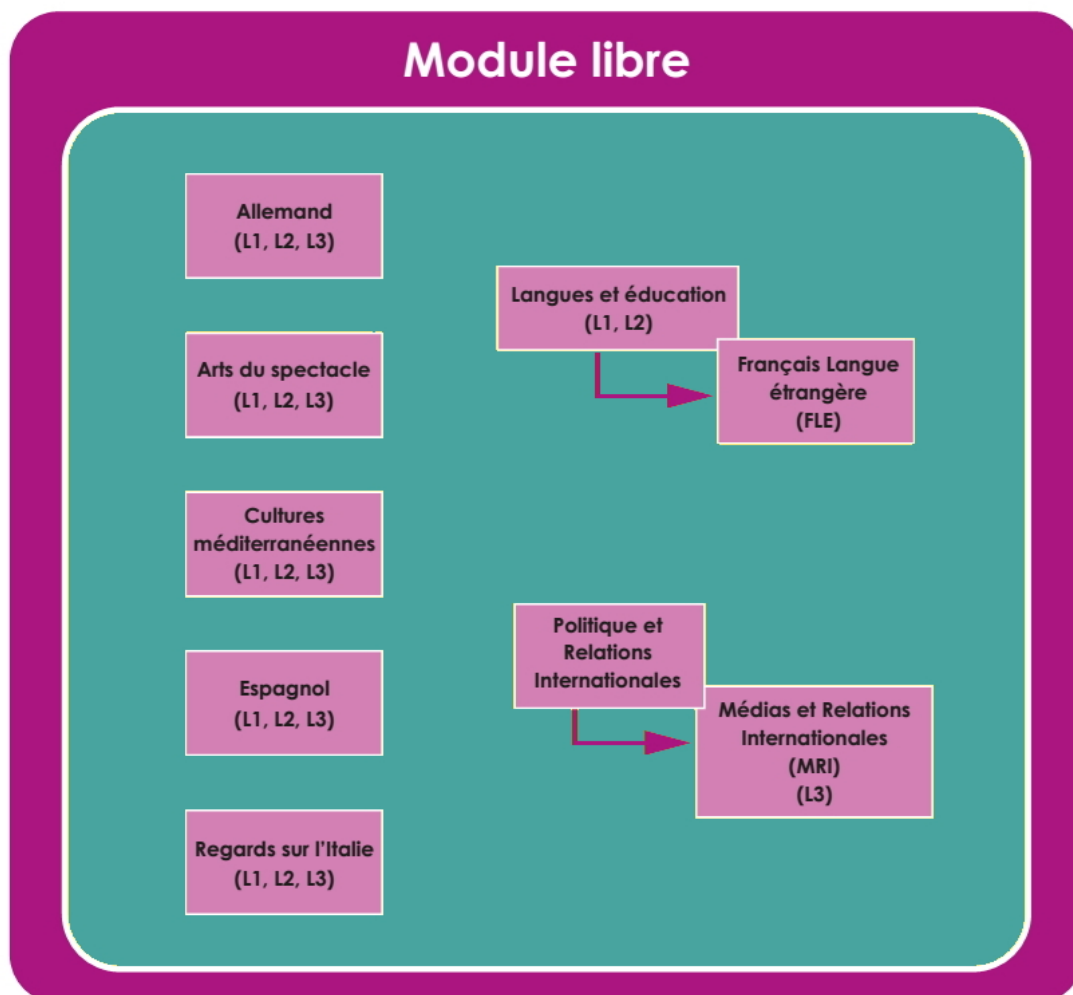 Module libre
Allemand
(L1, L2, L3)
Arts du spectacle
(L1, L2, L3)
Cultures
méditerranéennes
(L1, L2, L3)
Espagnol
(L1, L2, L3)
Regards sur l'Italie
(L1, L2, L3)
Langues et éducation
(L1, L2)
Français Langue
étrangère
(FLE)
Politique et
Relations
Internationales
Médias et Relations
Internationales
(MRI)
(L3)